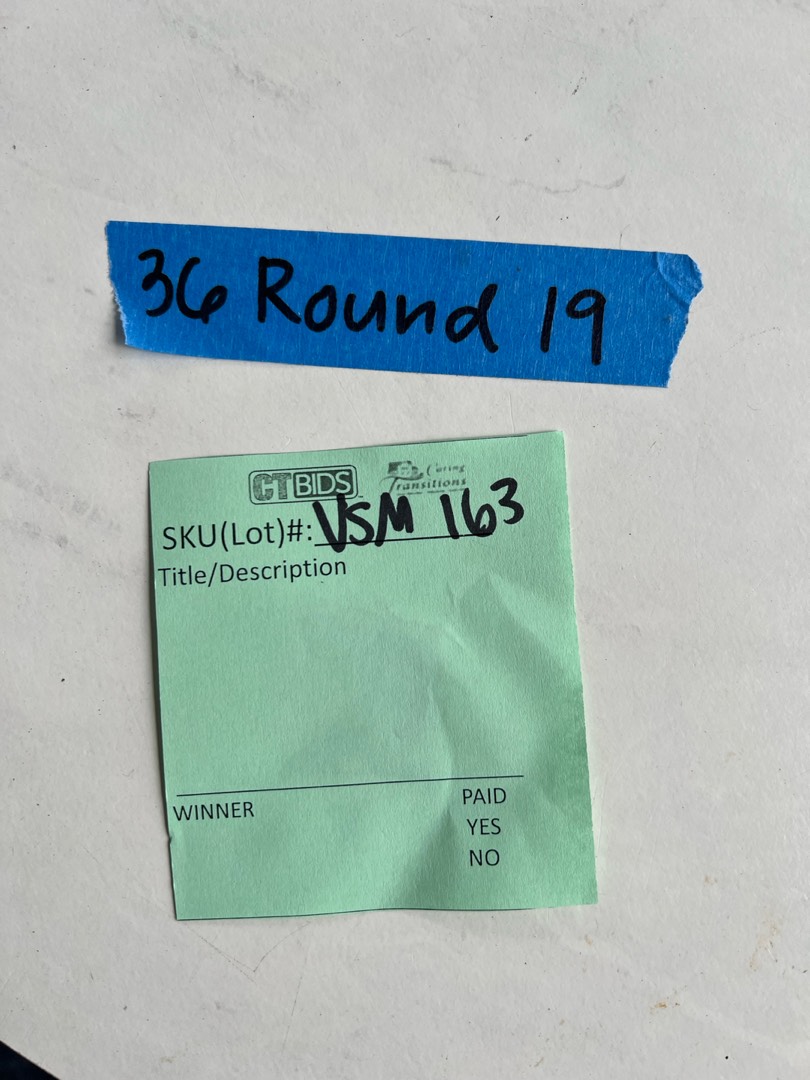 36 Round 19
CTBIDS Caring
Transitions
SKU(Lot)#: VSM 163
Title/Description
WINNER PAID
YES
NO